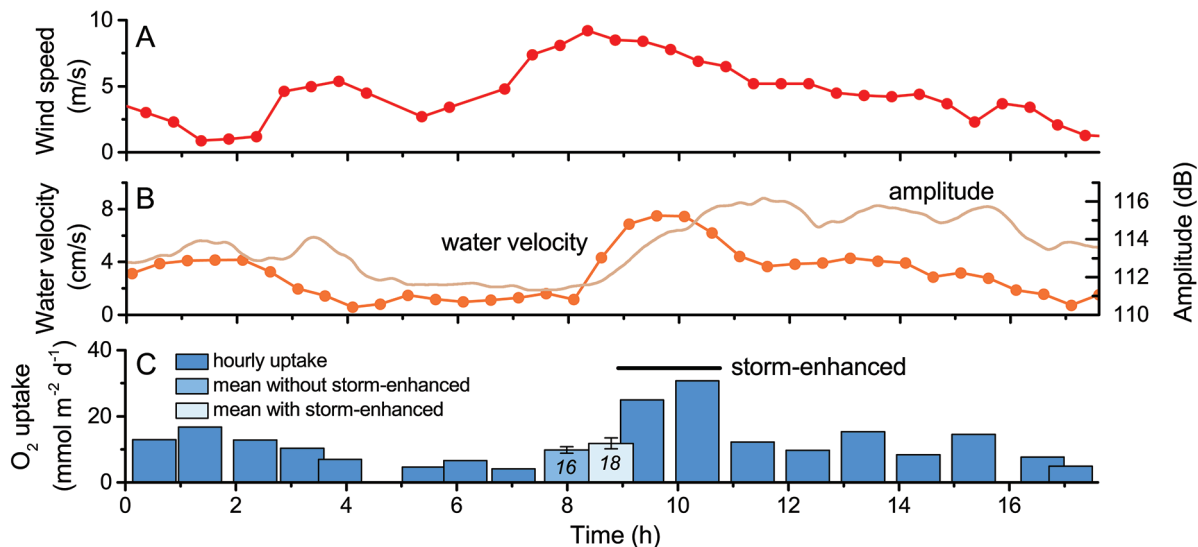 A
Wind speed
(m/s)
10
5
0
B
Water velocity
(cm/s)
8
4
0
water velocity
amplitude
116
114
112
110
Amplitude (dB)
C
O2 uptake
(mmol m−2 d-1)
40
20
0
hourly uptake
mean without storm-enhanced
mean with storm-enhanced
storm-enhanced
16
18
0 2 4 6 8 10 12 14 16
Time (h)